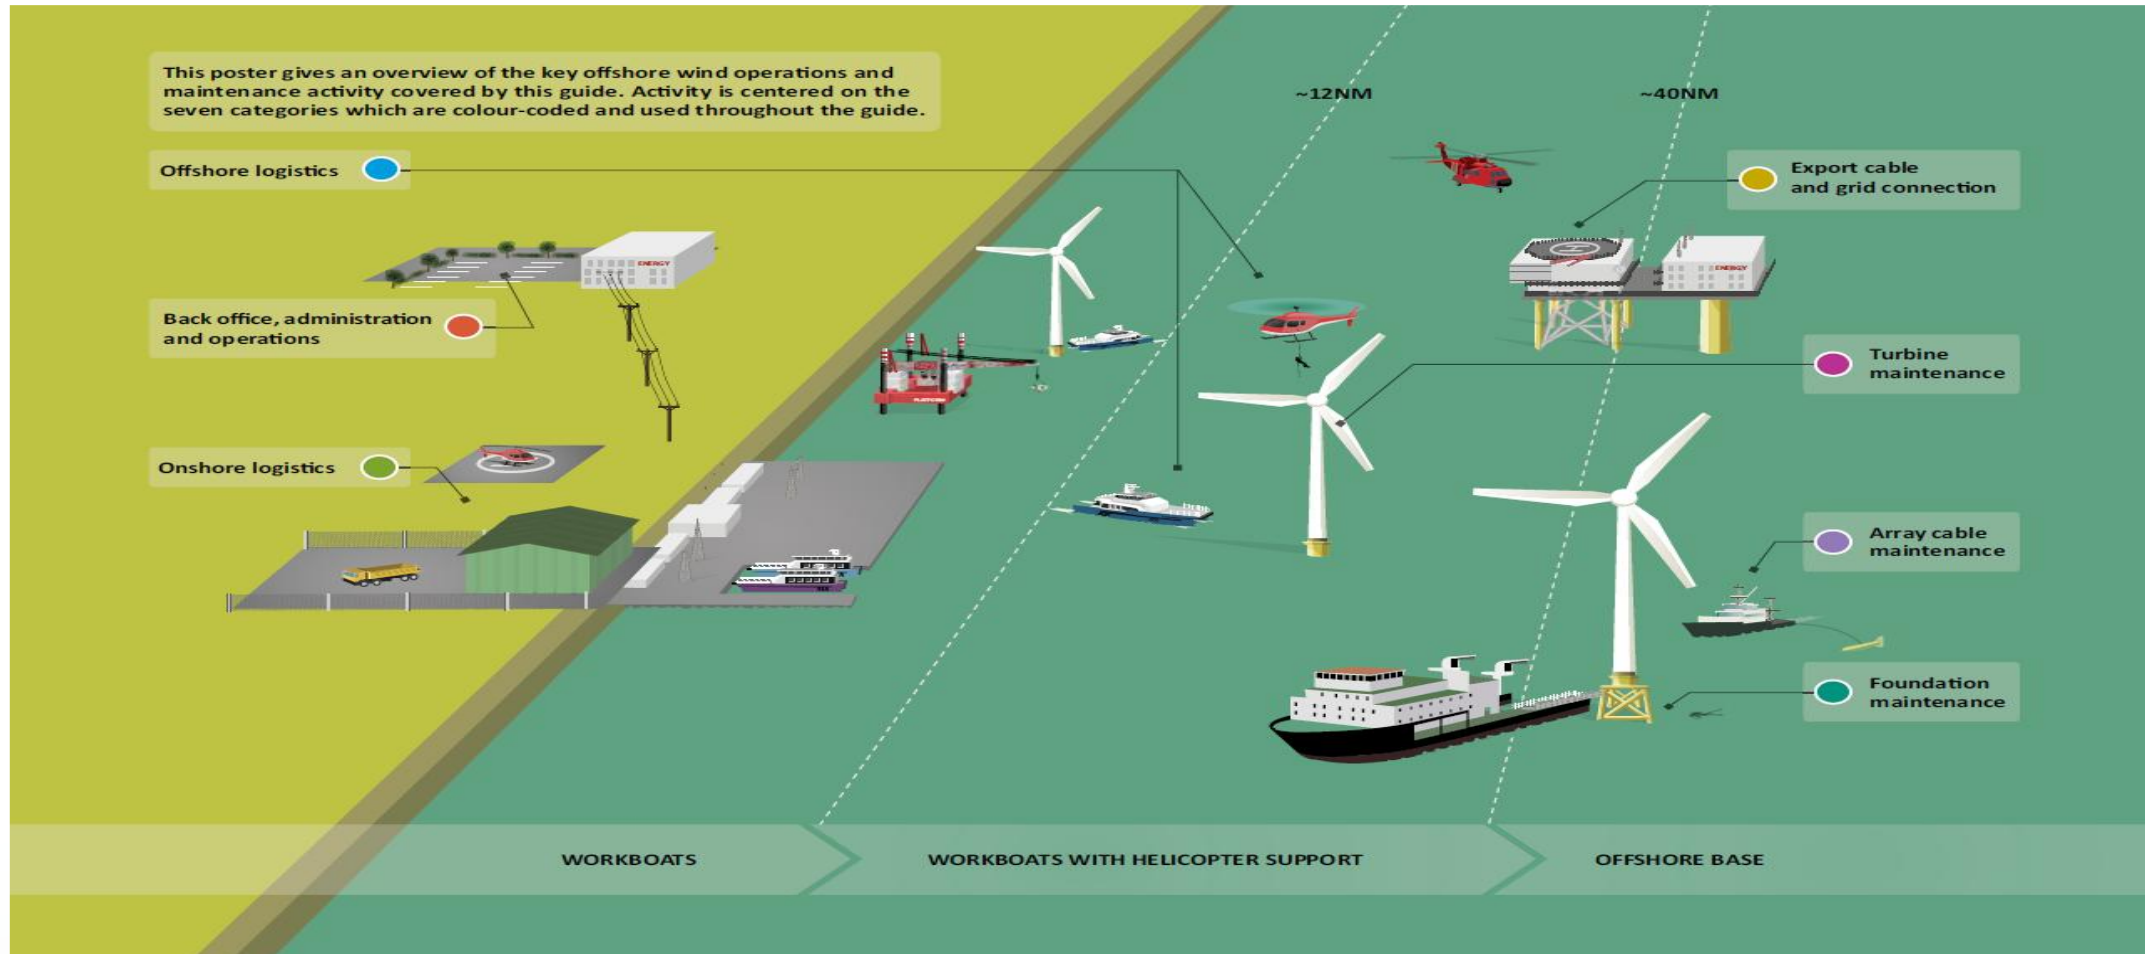 This poster gives an overview of the key offshore wind operations and
maintenance activity covered by this guide. Activity is centered on the
seven categories which are colour-coded and used throughout the guide.
~12NM
~40NM
Offshore logistics
Export cable
and grid connection
ENERGY
ENERGY
Back office, administration
and operations
Turbine
maintenance
PLATFORM
Onshore logistics
Array cable
maintenance
Foundation
maintenance
WORKBOATS
WORKBOATS WITH HELICOPTER SUPPORT
OFFSHORE BASE